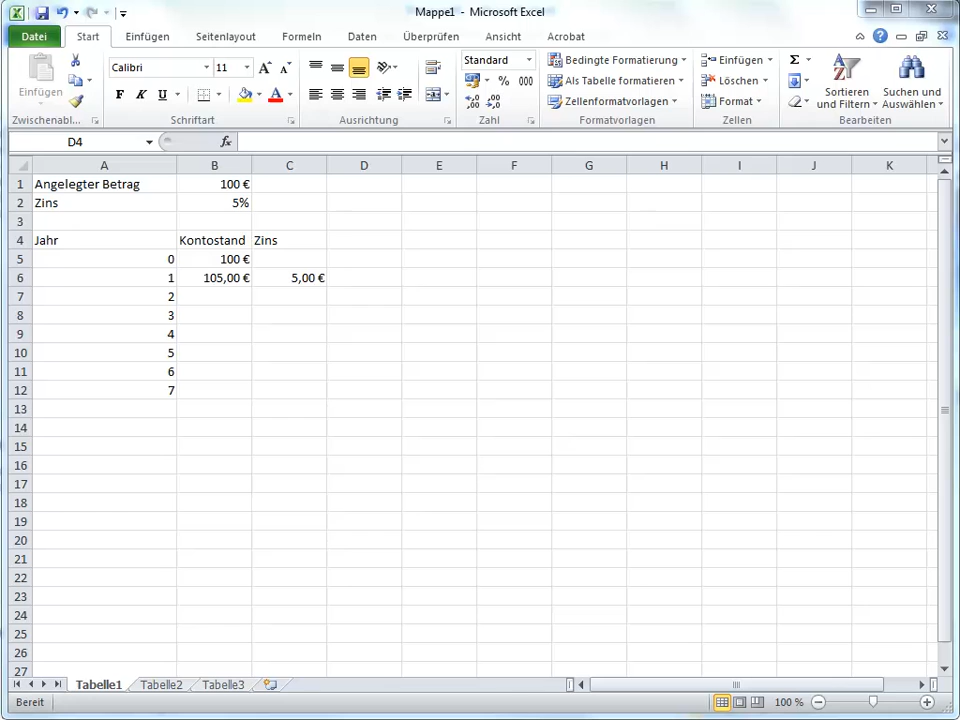 Mappe1 - Microsoft Excel
Datei Start Einfügen Seitenlayout Formeln Daten Überprüfen Ansicht Acrobat
Calibri 11 Standard Bedingte Formatierung Einfügen Σ
Einfügen Als Tabelle formatieren Löschen Sortieren und Filtern Suchen und Auswählen
F K U % 000 Zellenformatvorlagen Format
Zwischenabl... Schriftart Ausrichtung Zahl Formatvorlagen Zellen Bearbeiten
D4 fx
A B C D E F G H I J K
1 Angelegter Betrag 100 €
2 Zins 5%
3
4 Jahr Kontostand Zins
5 0 100 €
6 1 105,00 € 5,00 €
7 2
8 3
9 4
10 5
11 6
12 7
13
14
15
16
17
18
19
20
21
22
23
24
25
26
27
Tabelle1 Tabelle2 Tabelle3
Bereit 100 %